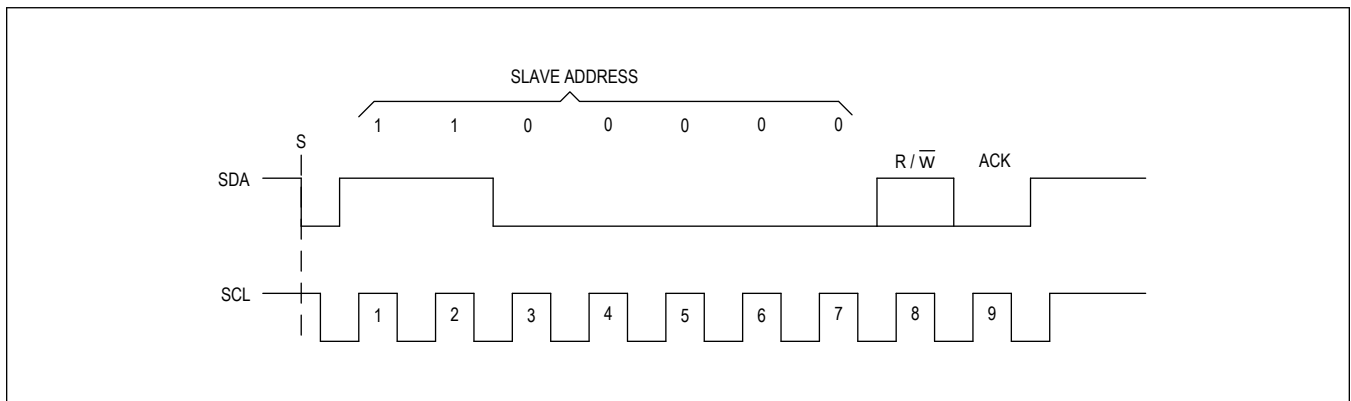 SLAVE ADDRESS
1 1 0 0 0 0 0
S
R / W̅ ACK
SDA
SCL
1 2 3 4 5 6 7 8 9